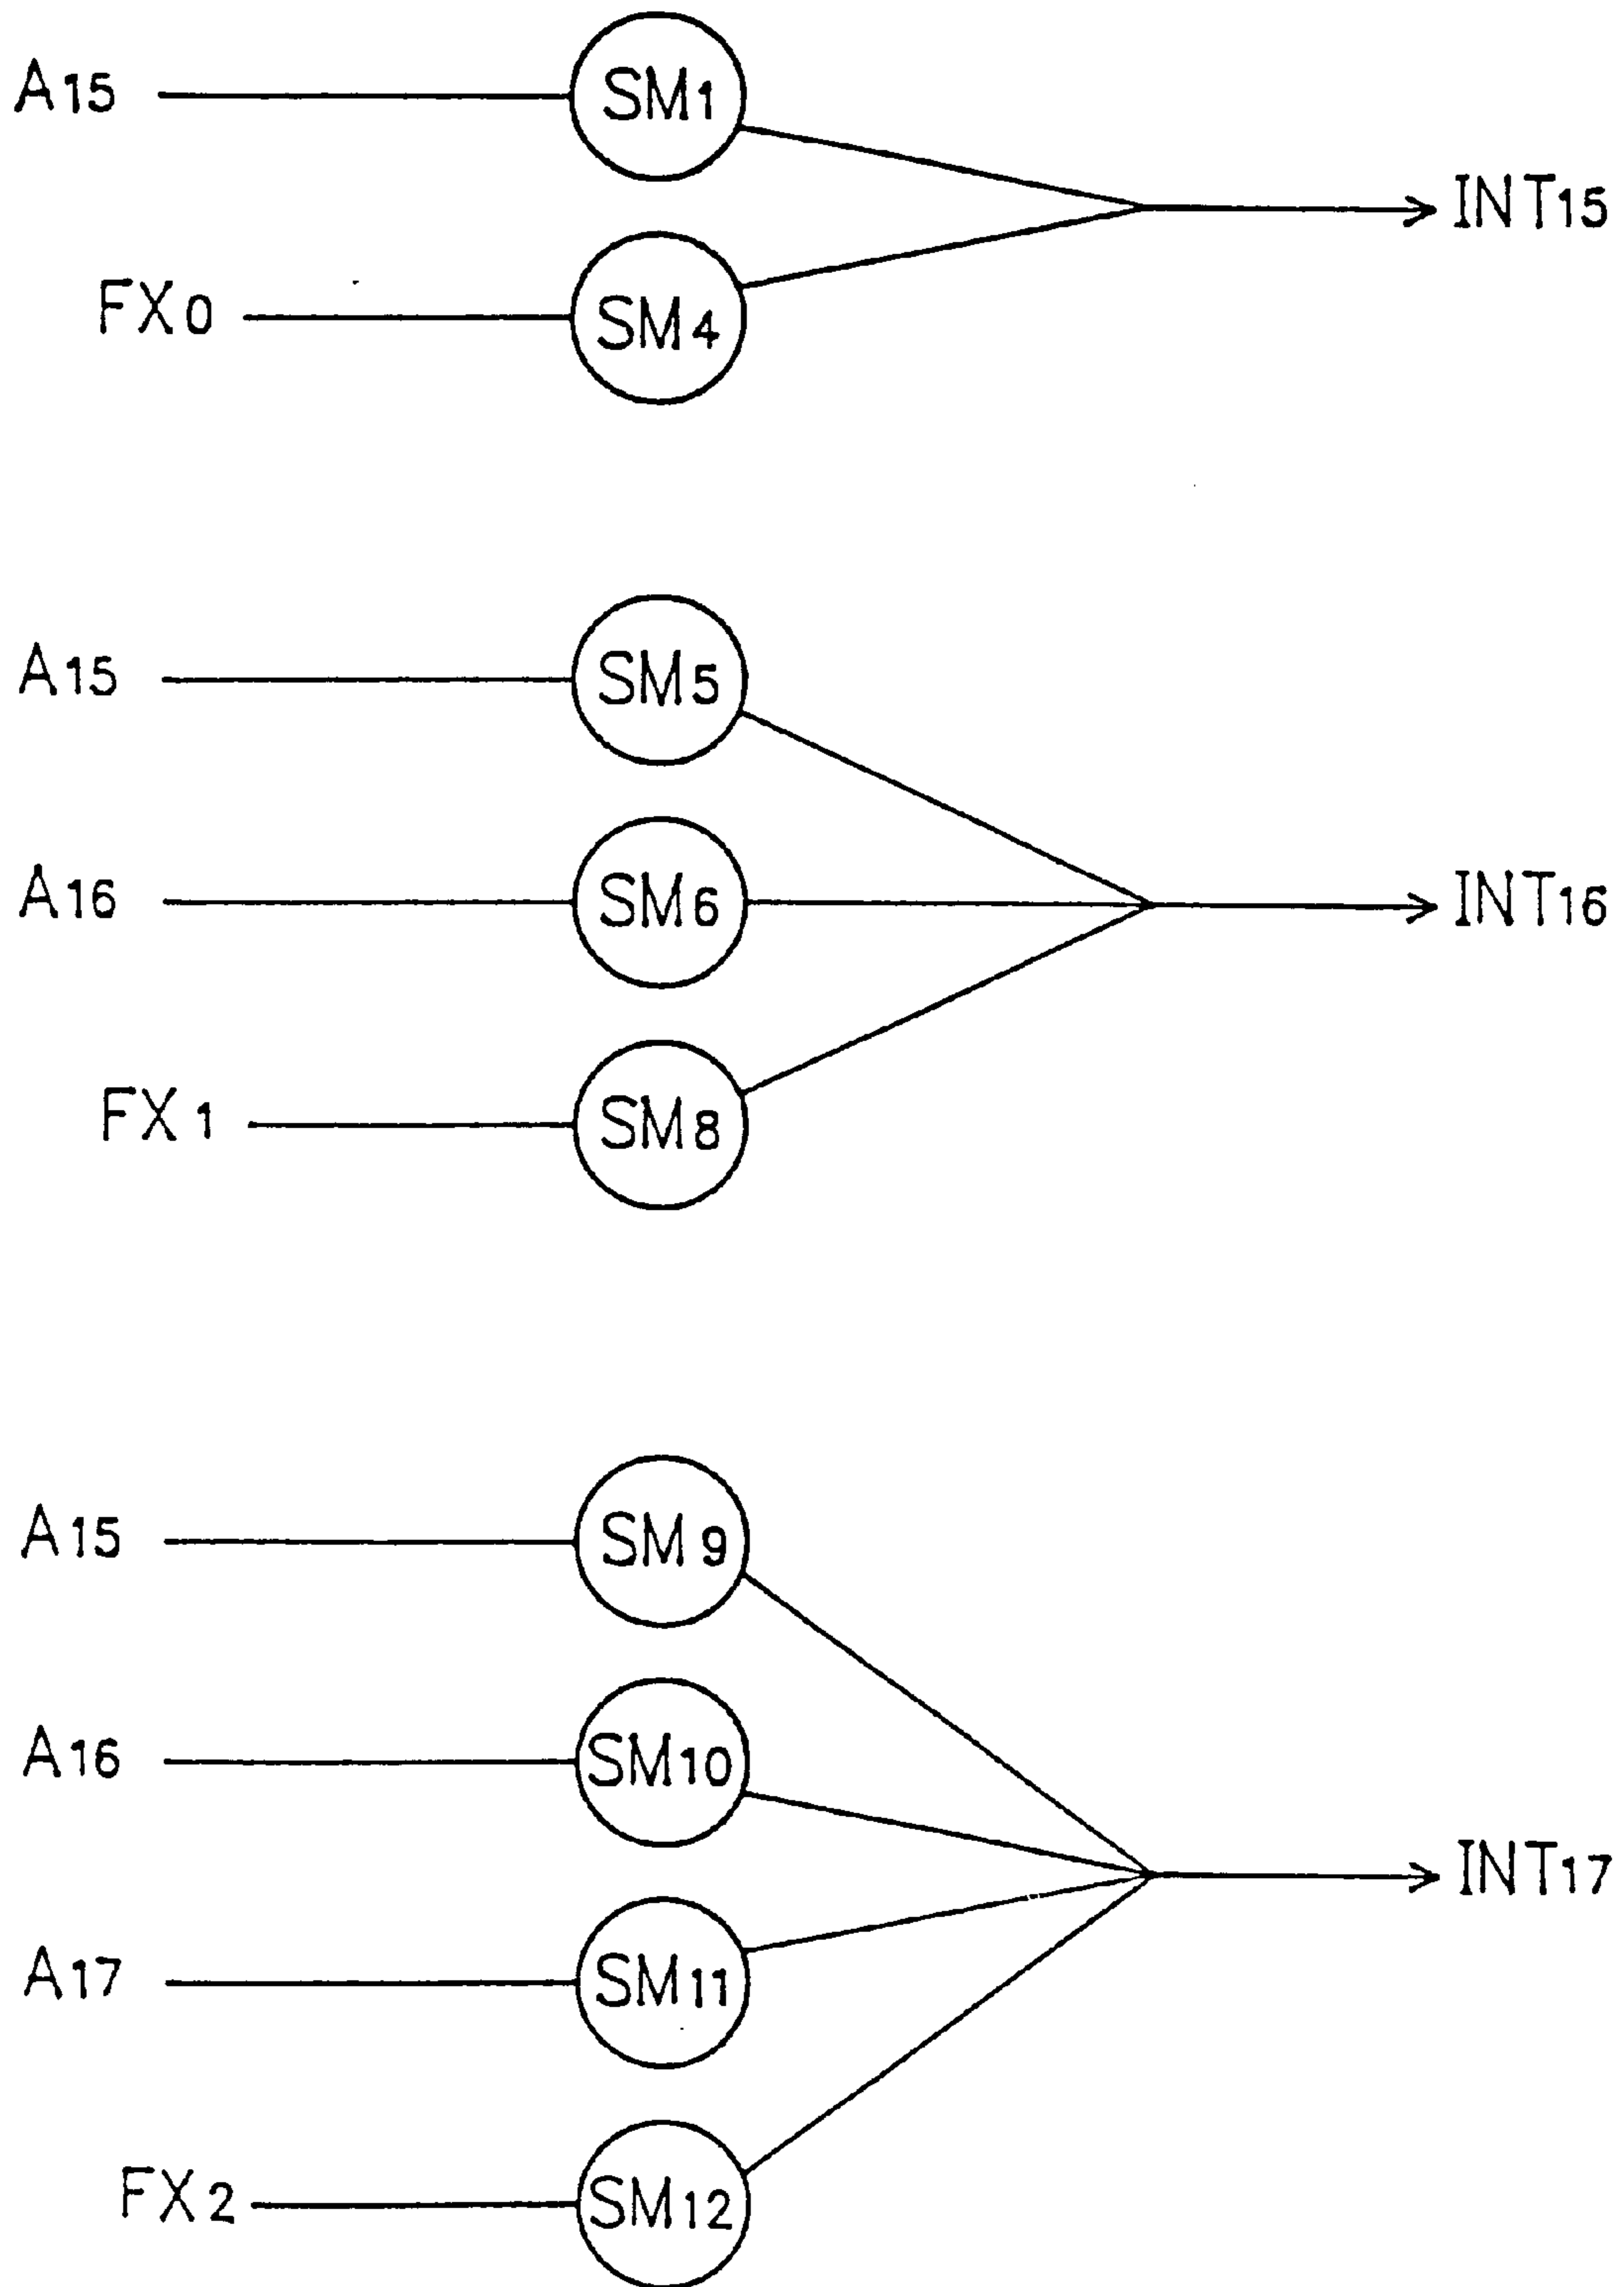 A15 SM1
INT15
FX0 SM4
A15 SM5
A16 SM6 INT16
FX1 SM8
A15 SM9
A16 SM10
INT17
A17 SM11
FX2 SM12